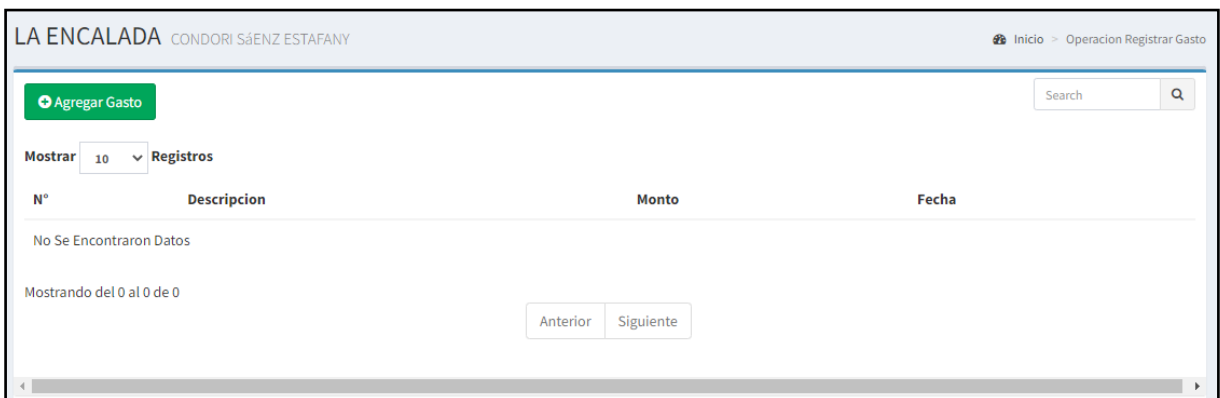 LA ENCALADA CONDORI SáENZ ESTAFANY
Inicio > Operacion Registrar Gasto
Agregar Gasto
Search
Mostrar 10 Registros
N° Descripcion Monto Fecha
No Se Encontraron Datos
Mostrando del 0 al 0 de 0
Anterior Siguiente